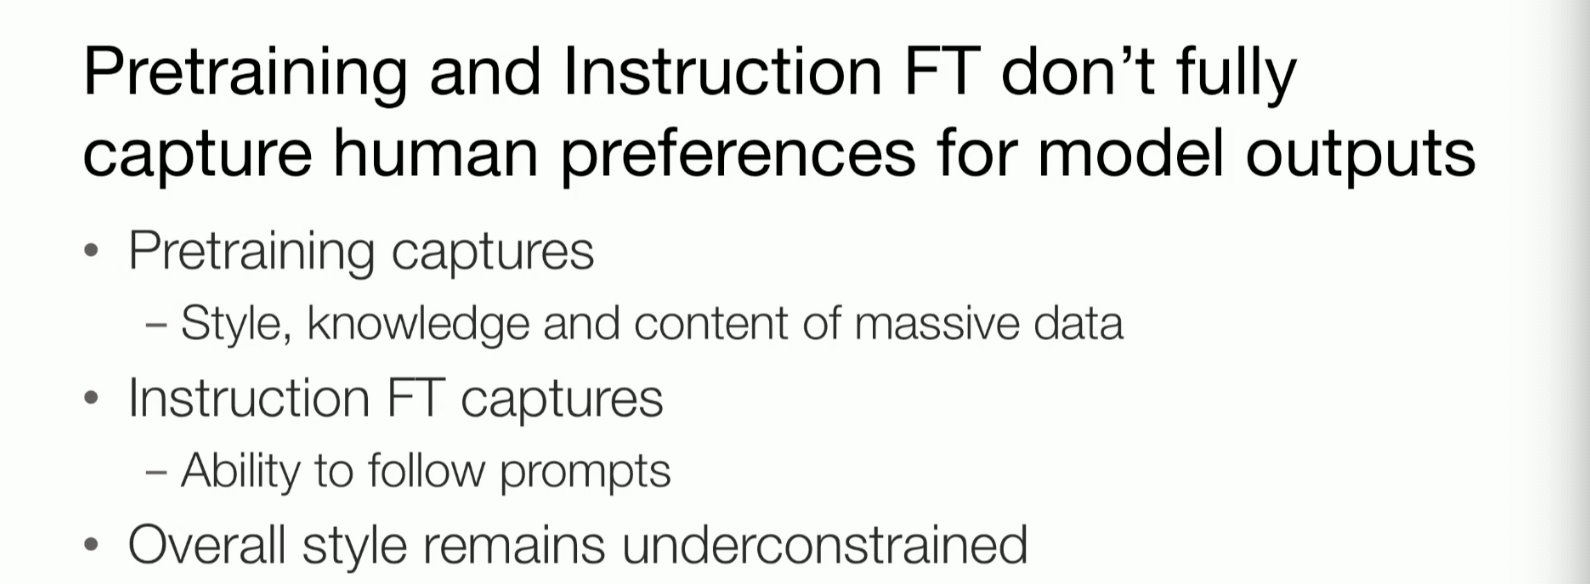 Pretraining and Instruction FT don’t fully
capture human preferences for model outputs
• Pretraining captures
– Style, knowledge and content of massive data
• Instruction FT captures
– Ability to follow prompts
• Overall style remains underconstrained